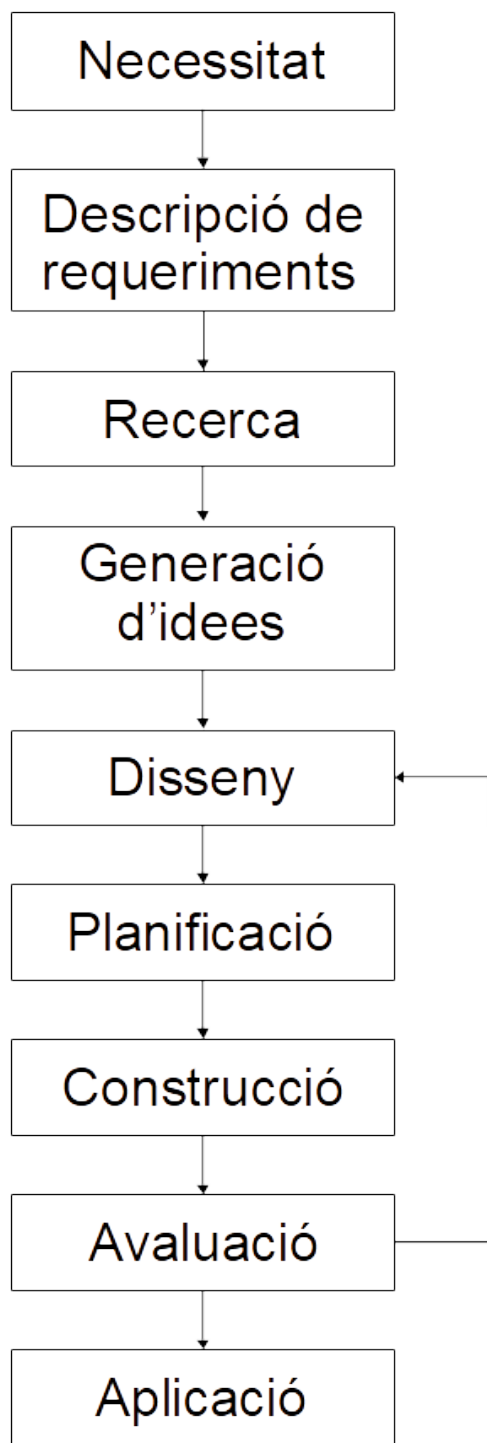 Necessitat
Descripció de
requeriments
Recerca
Generació
d’idees
Disseny
Planificació
Construcció
Avaluació
Aplicació